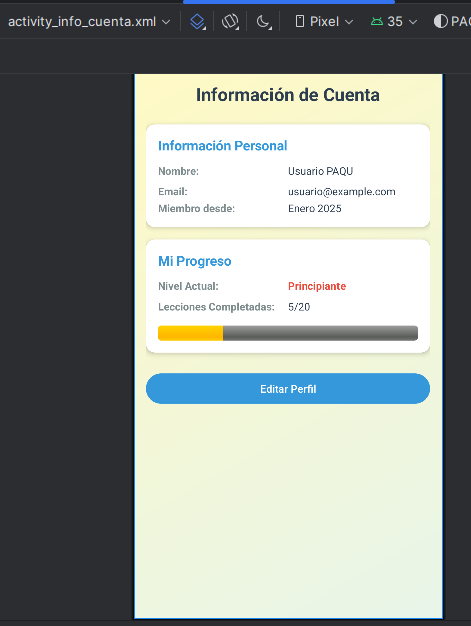 activity_info_cuenta.xml
Pixel
35
Información de Cuenta
Información Personal
Nombre: Usuario PAQU
Email: usuario@example.com
Miembro desde: Enero 2025
Mi Progreso
Nivel Actual: Principiante
Lecciones Completadas: 5/20
Editar Perfil